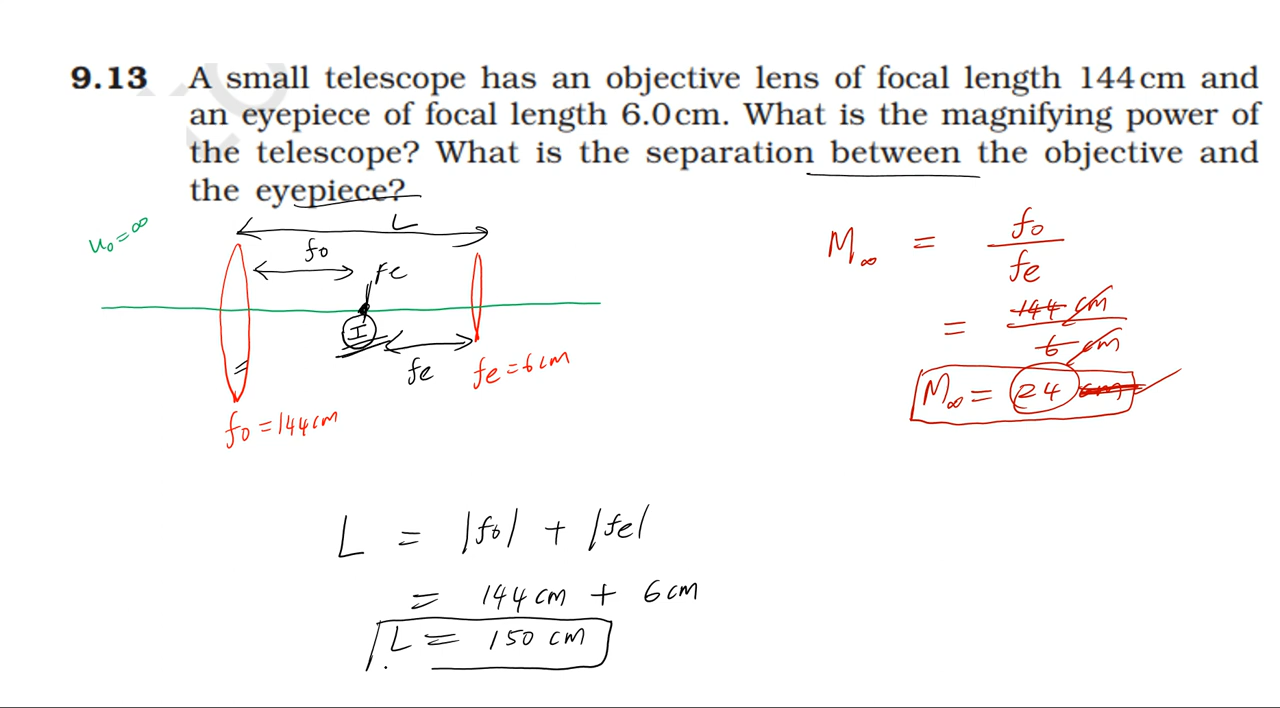 9.13 A small telescope has an objective lens of focal length 144 cm and
an eyepiece of focal length 6.0 cm. What is the magnifying power of
the telescope? What is the separation between the objective and
the eyepiece?
u₀ = ∞
L
f₀
Fe
I
fe
fe = 6 cm
f₀ = 144 cm
M∞ = f₀ / fe
= 144 cm / 6 cm
M∞ = 24 cm
L = |f₀| + |fe|
= 144 cm + 6 cm
L = 150 cm